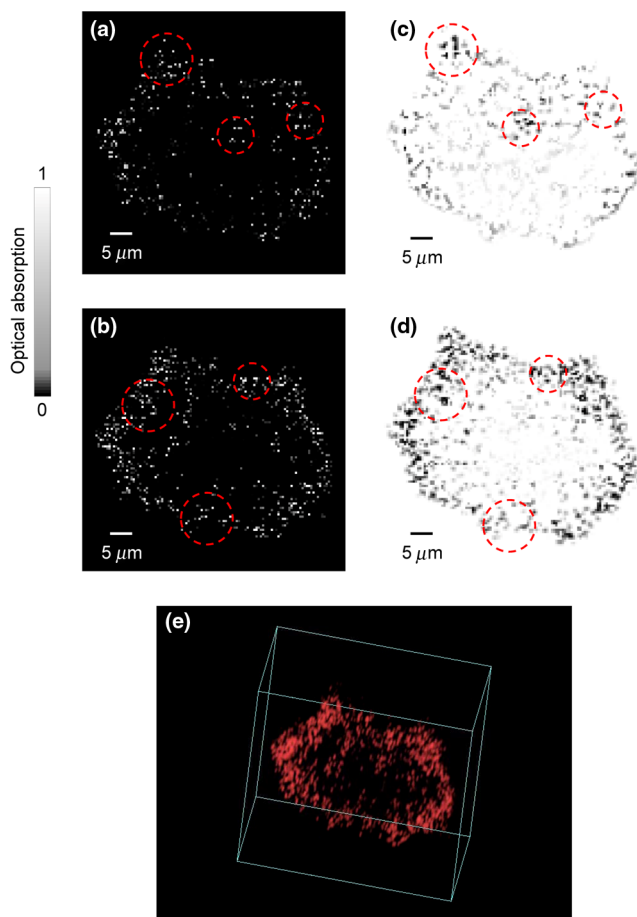 (a)
(c)
1
Optical absorption
0
5 μm
5 μm
(b)
(d)
5 μm
5 μm
(e)